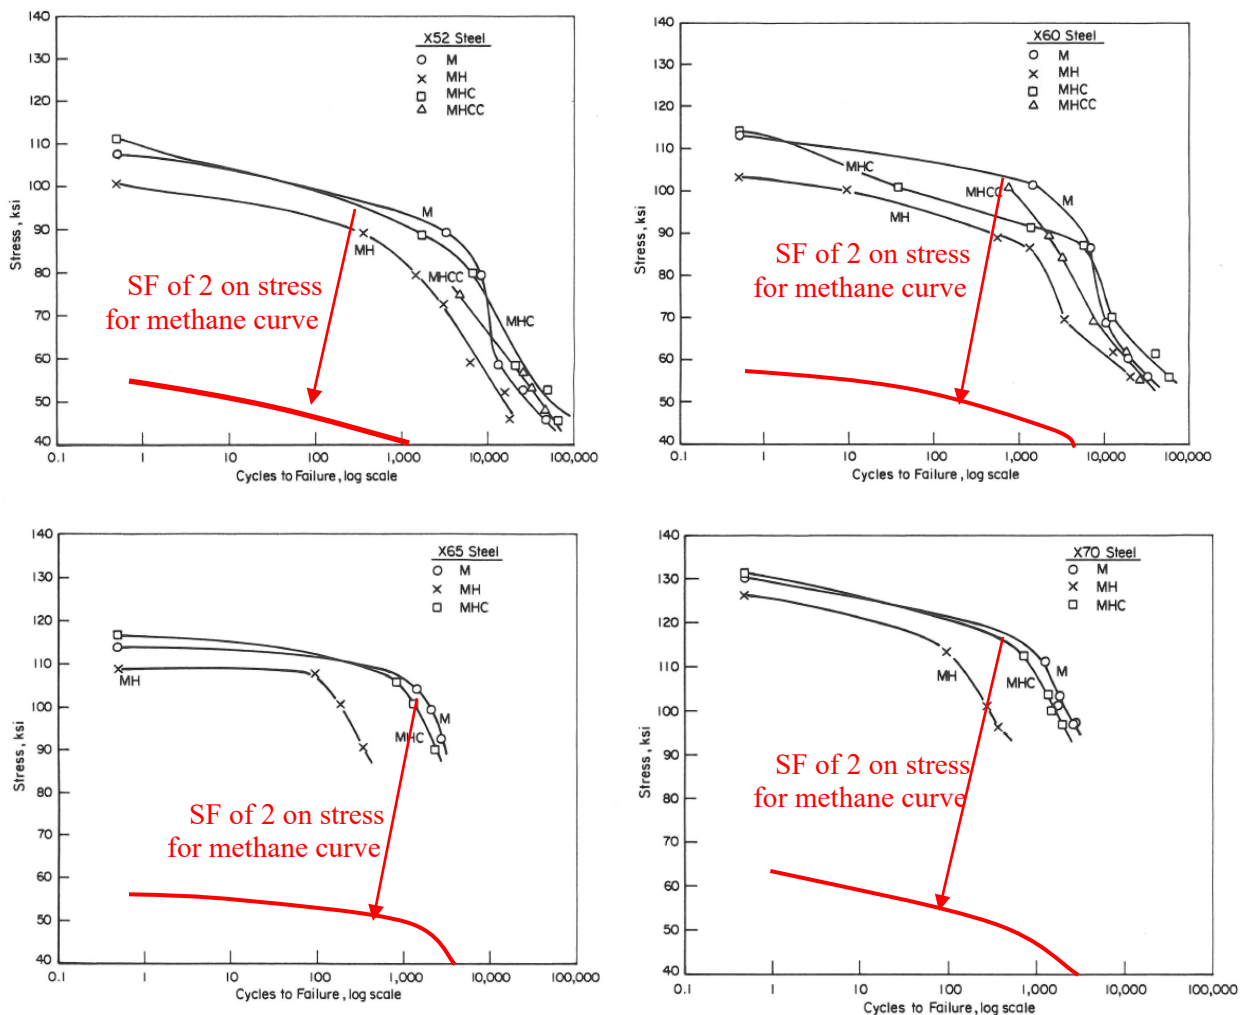 140
130
120
110
100
90
80
70
60
50
40
Stress, ksi
X52 Steel
M
MH
MHC
MHCC
M
MH
MHCC
MHC
SF of 2 on stress
for methane curve
0.1
1
10
100
1,000
10,000
100,000
Cycles to Failure, log scale
140
130
120
110
100
90
80
70
60
50
40
Stress, ksi
X60 Steel
M
MH
MHC
MHCC
MHC
MHCC
M
MH
SF of 2 on stress
for methane curve
0.1
1
10
100
1,000
10,000
100,000
Cycles to Failure, log scale
140
130
120
110
100
90
80
70
60
50
40
Stress, ksi
X65 Steel
M
MH
MHC
MH
M
MHC
SF of 2 on stress
for methane curve
0.1
1
10
100
1,000
10,000
100,000
Cycles to Failure, log scale
140
130
120
110
100
90
80
70
60
50
40
Stress, ksi
X70 Steel
M
MH
MHC
M
MH
MHC
SF of 2 on stress
for methane curve
0.1
1
10
100
1,000
10,000
100,000
Cycles to Failure, log scale